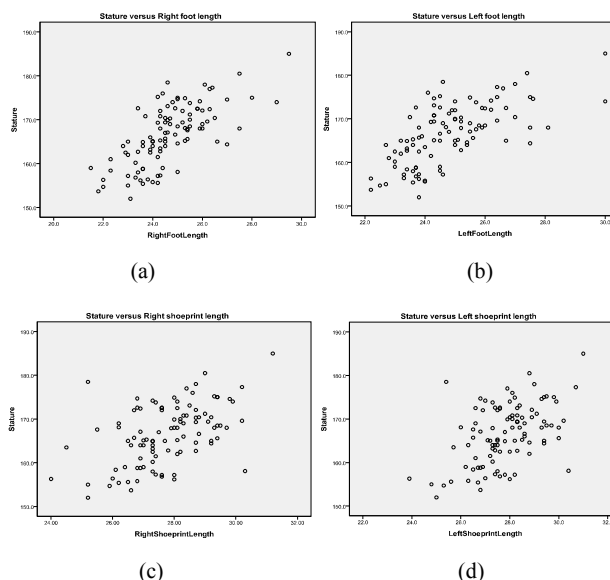 Stature versus Right foot length
Stature
190.0
180.0
170.0
160.0
150.0
20.0 22.0 24.0 26.0 28.0 30.0
RightFootLength
(a)
Stature versus Left foot length
Stature
190.0
180.0
170.0
160.0
150.0
22.0 24.0 26.0 28.0 30.0
LeftFootLength
(b)
Stature versus Right shoeprint length
Stature
190.0
180.0
170.0
160.0
150.0
24.00 26.00 28.00 30.00 32.00
RightShoeprintLength
(c)
Stature versus Left shoeprint length
Stature
190.0
180.0
170.0
160.0
150.0
22.0 24.0 26.0 28.0 30.0 32.0
LeftShoeprintLength
(d)